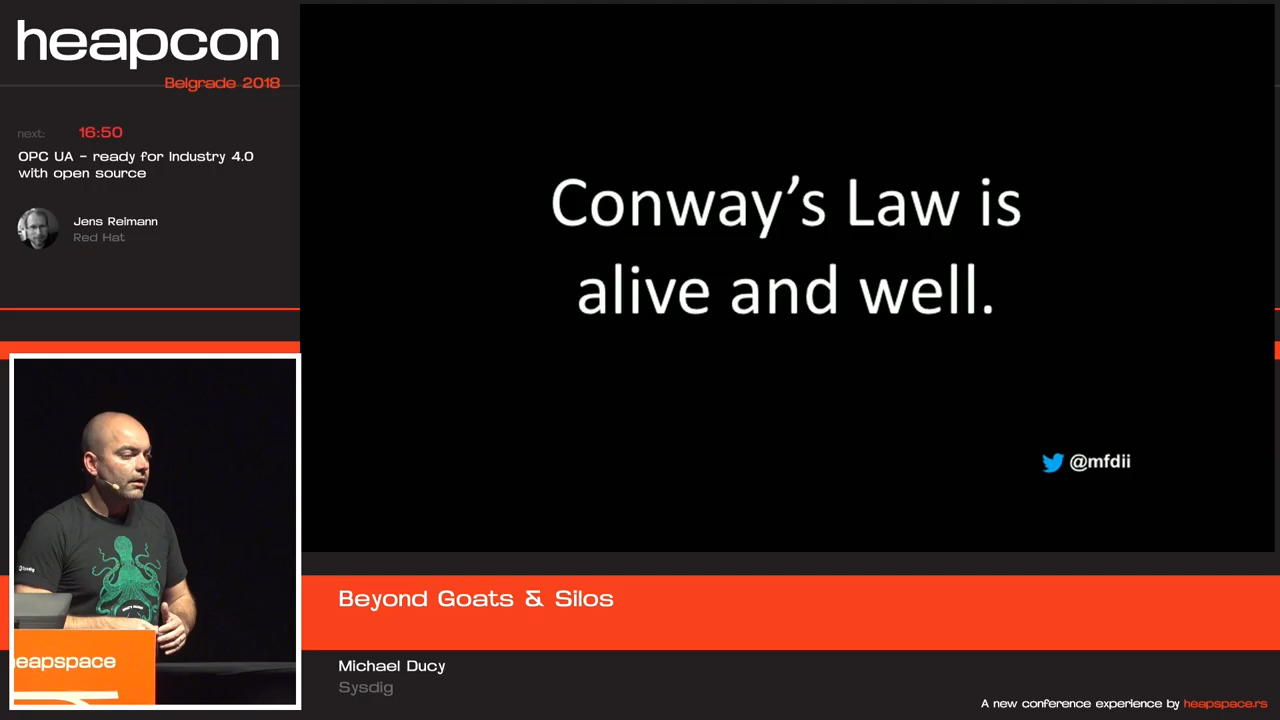 heapcon
Belgrade 2018
next: 16:50
OPC UA - ready for Industry 4.0
with open source
Jens Reimann
Red Hat
Conway’s Law is
alive and well.
@mfdii
sysdig
heapspace
Beyond Goats & Silos
Michael Ducy
Sysdig
A new conference experience by heapspace.rs